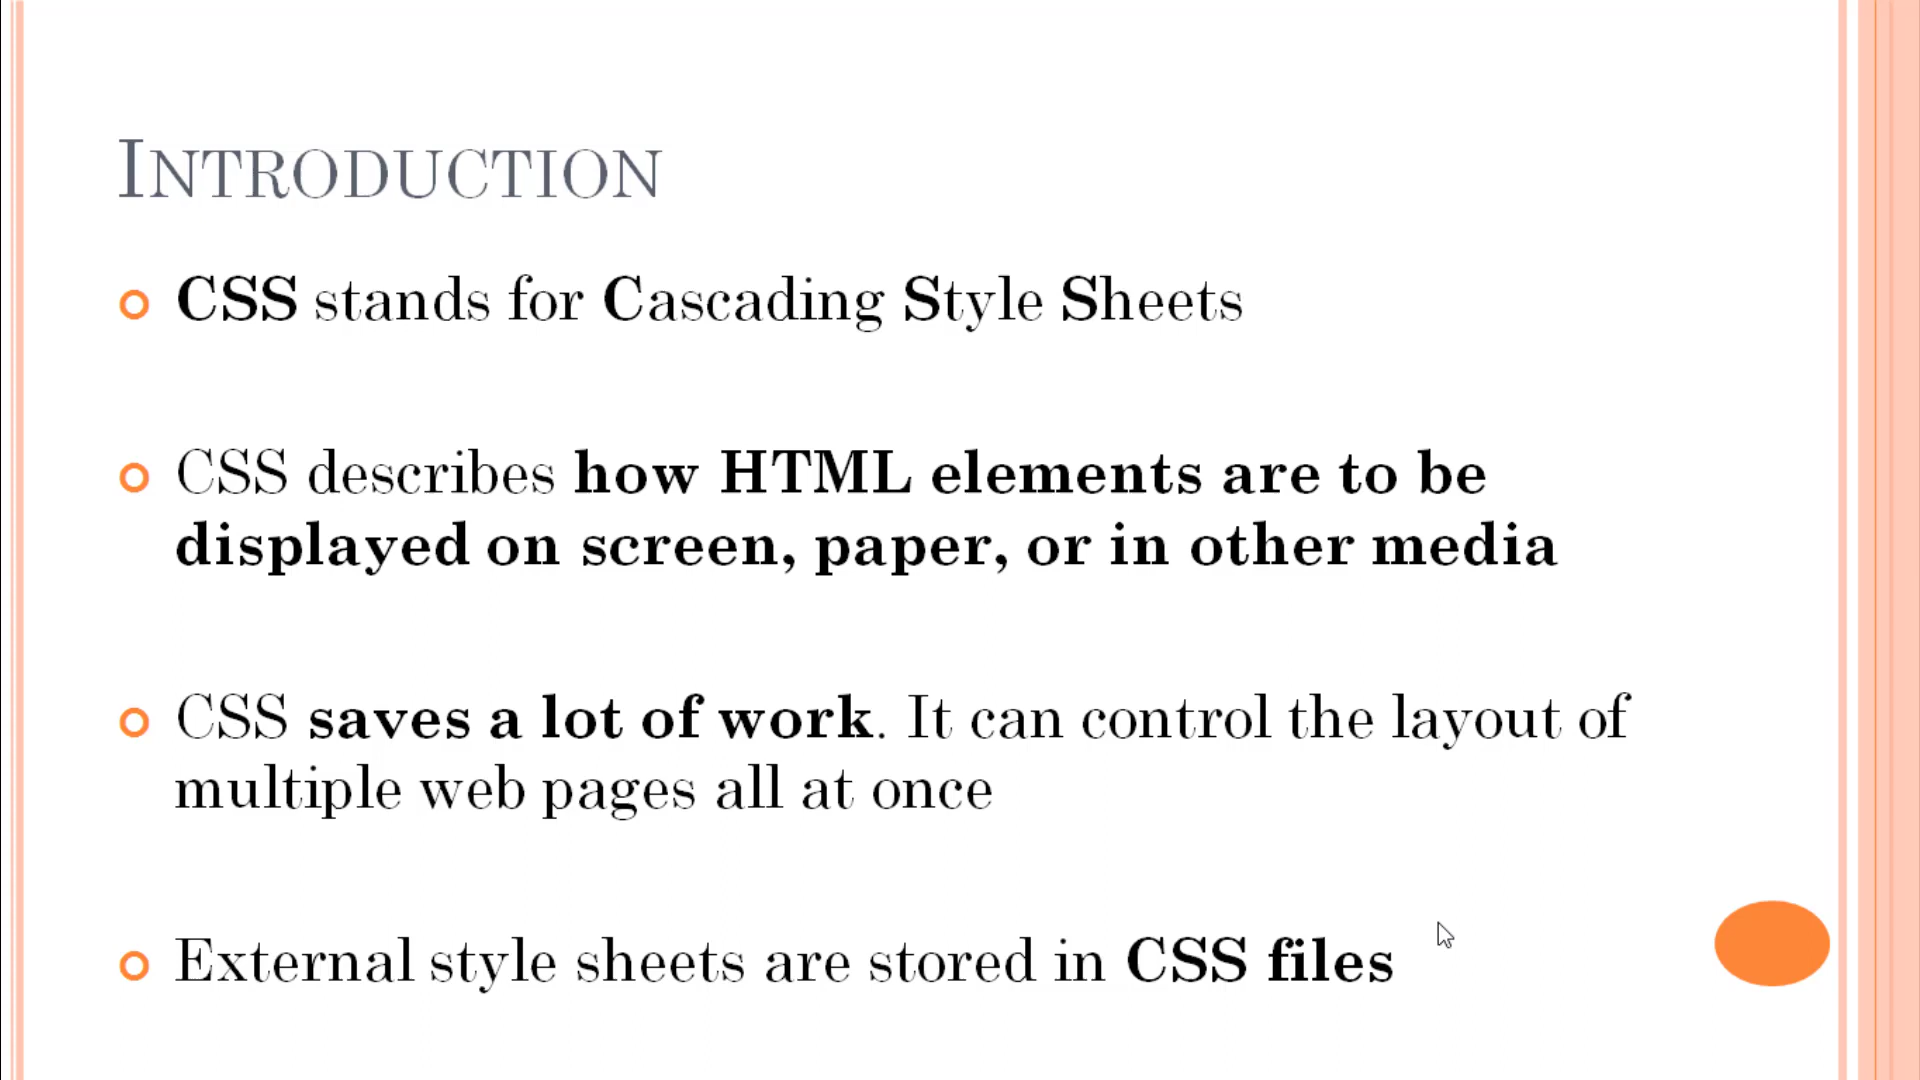 INTRODUCTION
CSS stands for Cascading Style Sheets
CSS describes how HTML elements are to be
displayed on screen, paper, or in other media
CSS saves a lot of work. It can control the layout of
multiple web pages all at once
External style sheets are stored in CSS files